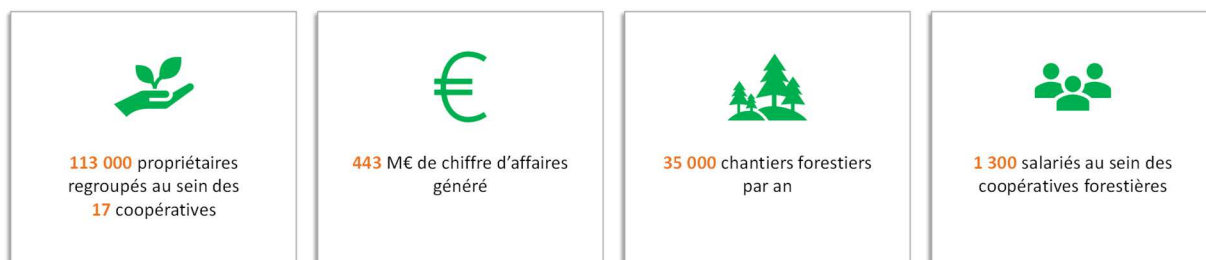 113 000 propriétaires
regroupés au sein des
17 coopératives
443 M€ de chiffre d’affaires
généré
35 000 chantiers forestiers
par an
1 300 salariés au sein des
coopératives forestières